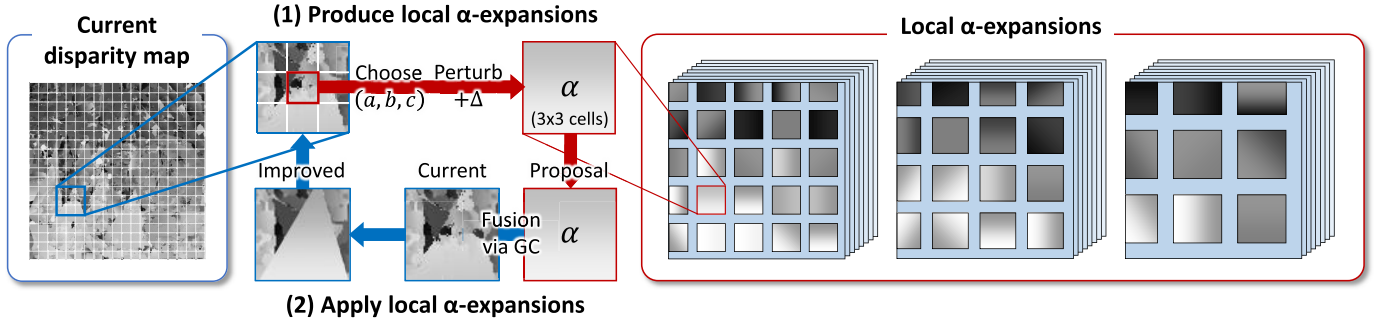 Current
disparity map
(1) Produce local α-expansions
Choose
(a, b, c)
Perturb
+Δ
α
(3x3 cells)
Improved
Current
Proposal
Fusion
via GC
α
(2) Apply local α-expansions
Local α-expansions